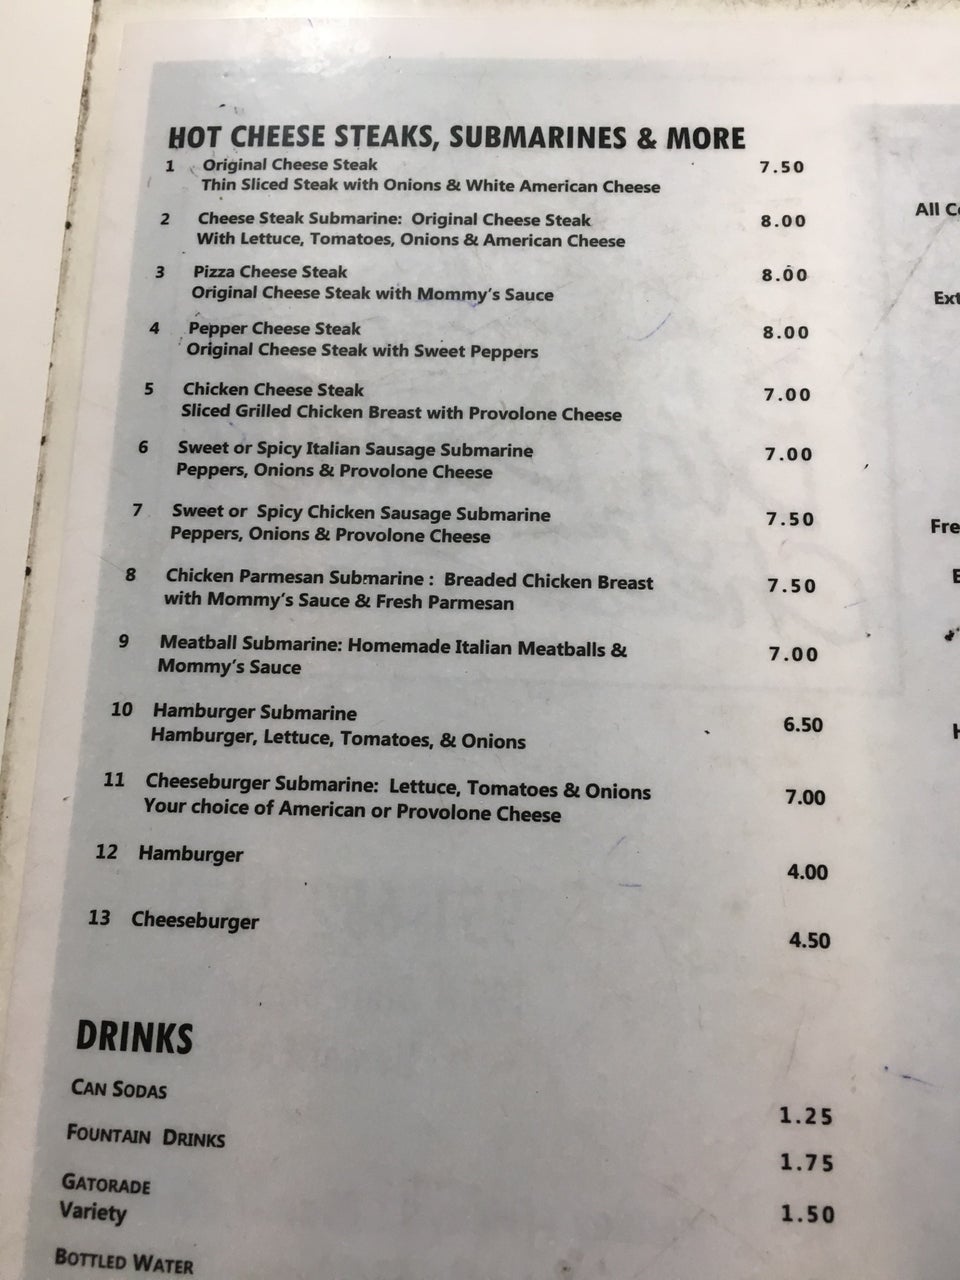 HOT CHEESE STEAKS, SUBMARINES & MORE
1 Original Cheese Steak 7.50
Thin Sliced Steak with Onions & White American Cheese
2 Cheese Steak Submarine: Original Cheese Steak 8.00
With Lettuce, Tomatoes, Onions & American Cheese
3 Pizza Cheese Steak 8.00
Original Cheese Steak with Mommy's Sauce
4 Pepper Cheese Steak 8.00
Original Cheese Steak with Sweet Peppers
5 Chicken Cheese Steak 7.00
Sliced Grilled Chicken Breast with Provolone Cheese
6 Sweet or Spicy Italian Sausage Submarine 7.00
Peppers, Onions & Provolone Cheese
7 Sweet or Spicy Chicken Sausage Submarine 7.50
Peppers, Onions & Provolone Cheese
8 Chicken Parmesan Submarine : Breaded Chicken Breast 7.50
with Mommy's Sauce & Fresh Parmesan
9 Meatball Submarine: Homemade Italian Meatballs & 7.00
Mommy's Sauce
10 Hamburger Submarine 6.50
Hamburger, Lettuce, Tomatoes, & Onions
11 Cheeseburger Submarine: Lettuce, Tomatoes & Onions 7.00
Your choice of American or Provolone Cheese
12 Hamburger 4.00
13 Cheeseburger 4.50
DRINKS
CAN SODAS 1.25
FOUNTAIN DRINKS 1.75
GATORADE 1.50
Variety
BOTTLED WATER
All